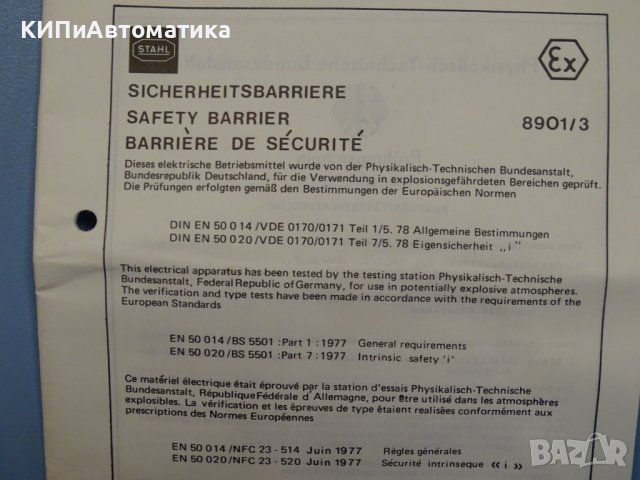 КИПиАвтоматика
STAHL
Ex
SICHERHEITSBARRIERE
SAFETY BARRIER
8901/3
BARRIÈRE DE SÉCURITÉ
Dieses elektrische Betriebsmittel wurde von der Physikalisch-Technischen Bundesanstalt,
Bundesrepublik Deutschland, für die Verwendung in explosionsgefährdeten Bereichen geprüft.
Die Prüfungen erfolgten gemäß den Bestimmungen der Europäischen Normen
DIN EN 50 014 /VDE 0170/0171 Teil 1/5. 78 Allgemeine Bestimmungen
DIN EN 50 020 /VDE 0170/0171 Teil 7/5. 78 Eigensicherheit „i"
This electrical apparatus has been tested by the testing station Physikalisch-Technische
Bundesanstalt, Federal Republic of Germany, for use in potentially explosive atmospheres.
The verification and type tests have been made in accordance with the requirements of the
European Standards
EN 50 014 /BS 5501 :Part 1 : 1977 General requirements
EN 50 020 /BS 5501 :Part 7 : 1977 Intrinsic safety 'i'
Ce matériel électrique était éprouvé par la station d'essais Physikalisch-Technische
Bundesanstalt, République Fédérale d'Allemagne, pour être utilisé dans les atmosphères
explosibles. La vérification et les épreuves de type étaient realisées conformément aux
prescriptions des Normes Européennes
EN 50 014 /NFC 23 - 514 Juin 1977 Règles générales
EN 50 020 /NFC 23 - 520 Juin 1977 Sécurité intrinseque «i»
BAZAR
bg